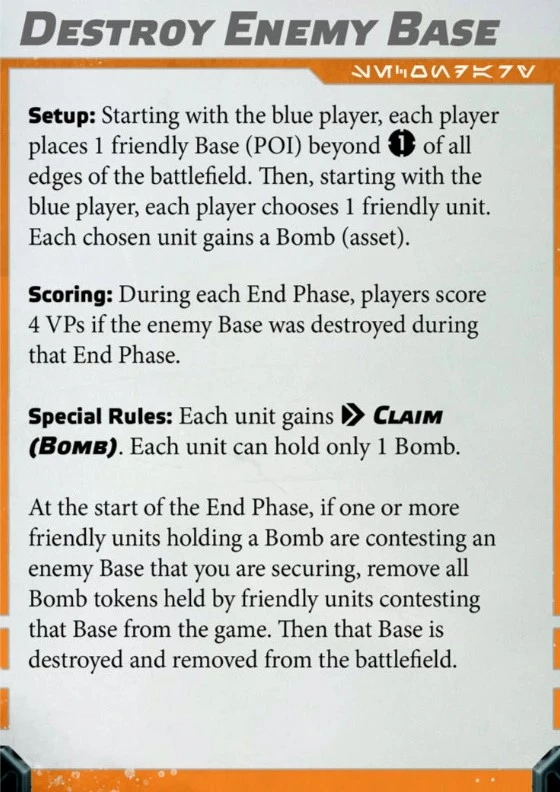 DESTROY ENEMY BASE
Setup: Starting with the blue player, each player
places 1 friendly Base (POI) beyond 1 of all
edges of the battlefield. Then, starting with the
blue player, each player chooses 1 friendly unit.
Each chosen unit gains a Bomb (asset).
Scoring: During each End Phase, players score
4 VPs if the enemy Base was destroyed during
that End Phase.
Special Rules: Each unit gains CLAIM
(BOMB). Each unit can hold only 1 Bomb.
At the start of the End Phase, if one or more
friendly units holding a Bomb are contesting an
enemy Base that you are securing, remove all
Bomb tokens held by friendly units contesting
that Base from the game. Then that Base is
destroyed and removed from the battlefield.